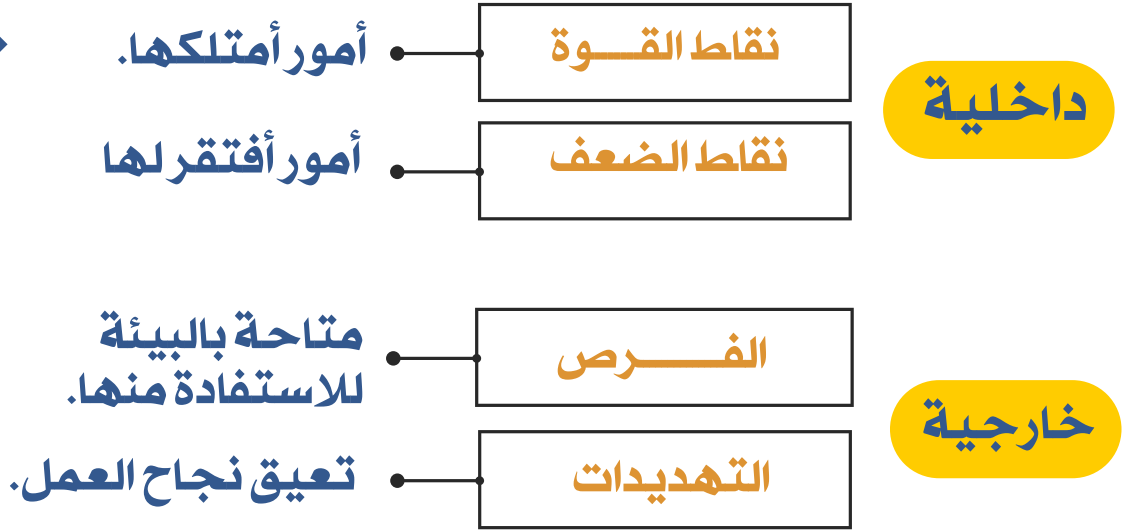 داخلية
نقاط القـــوة
أمور أمتلكها.
نقاط الضعف
أمور أفتقر لها
خارجية
الفــــــرص
متاحة بالبيئة
للاستفادة منها.
التهديدات
تعيق نجاح العمل.